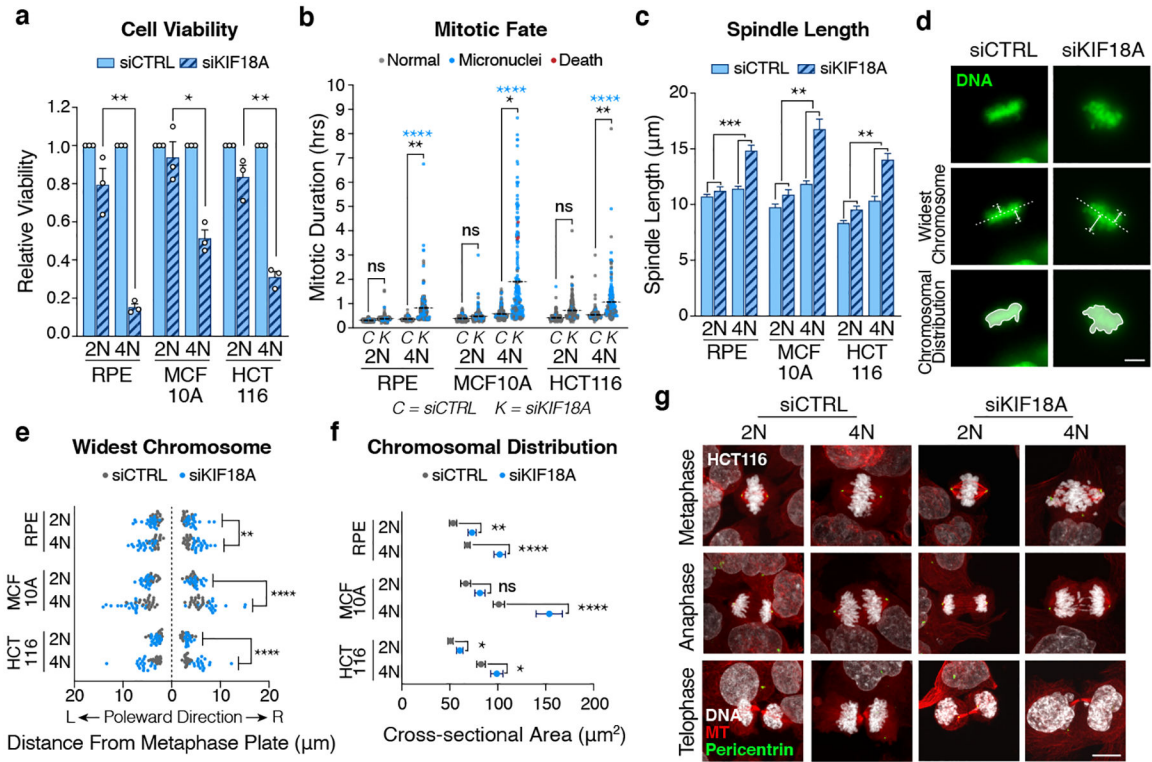 a
Cell Viability
siCTRL siKIF18A
Relative Viability
1.2
1.0
0.8
0.6
0.4
0.2
0.0
** * **
2N 4N 2N 4N 2N 4N
RPE MCF 10A HCT 116
b
Mitotic Fate
Normal Micronuclei Death
Mitotic Duration (hrs)
10
9
8
7
6
5
4
3
2
1
0
ns
****
**
ns
****
*
ns
****
**
C K C K C K C K C K C K
2N 4N 2N 4N 2N 4N
RPE MCF10A HCT116
C = siCTRL K = siKIF18A
c
Spindle Length
siCTRL siKIF18A
Spindle Length (μm)
20
15
10
5
0
*** ** **
2N 4N 2N 4N 2N 4N
RPE MCF 10A HCT 116
d
siCTRL siKIF18A
DNA
Widest
Chromosome
Chromosomal
Distribution
e
Widest Chromosome
siCTRL siKIF18A
RPE
2N
4N
**
MCF
10A
2N
4N
****
HCT
116
2N
4N
****
20 10 0 10 20
L ← Poleward Direction → R
Distance From Metaphase Plate (μm)
f
Chromosomal Distribution
siCTRL siKIF18A
RPE
2N
**
4N
****
MCF
10A
2N
ns
4N
****
HCT
116
2N
*
4N
*
0 50 100 150 200
Cross-sectional Area (μm²)
g
siCTRL siKIF18A
2N 4N 2N 4N
HCT116
Metaphase
Anaphase
Telophase
DNA
MT
Pericentrin